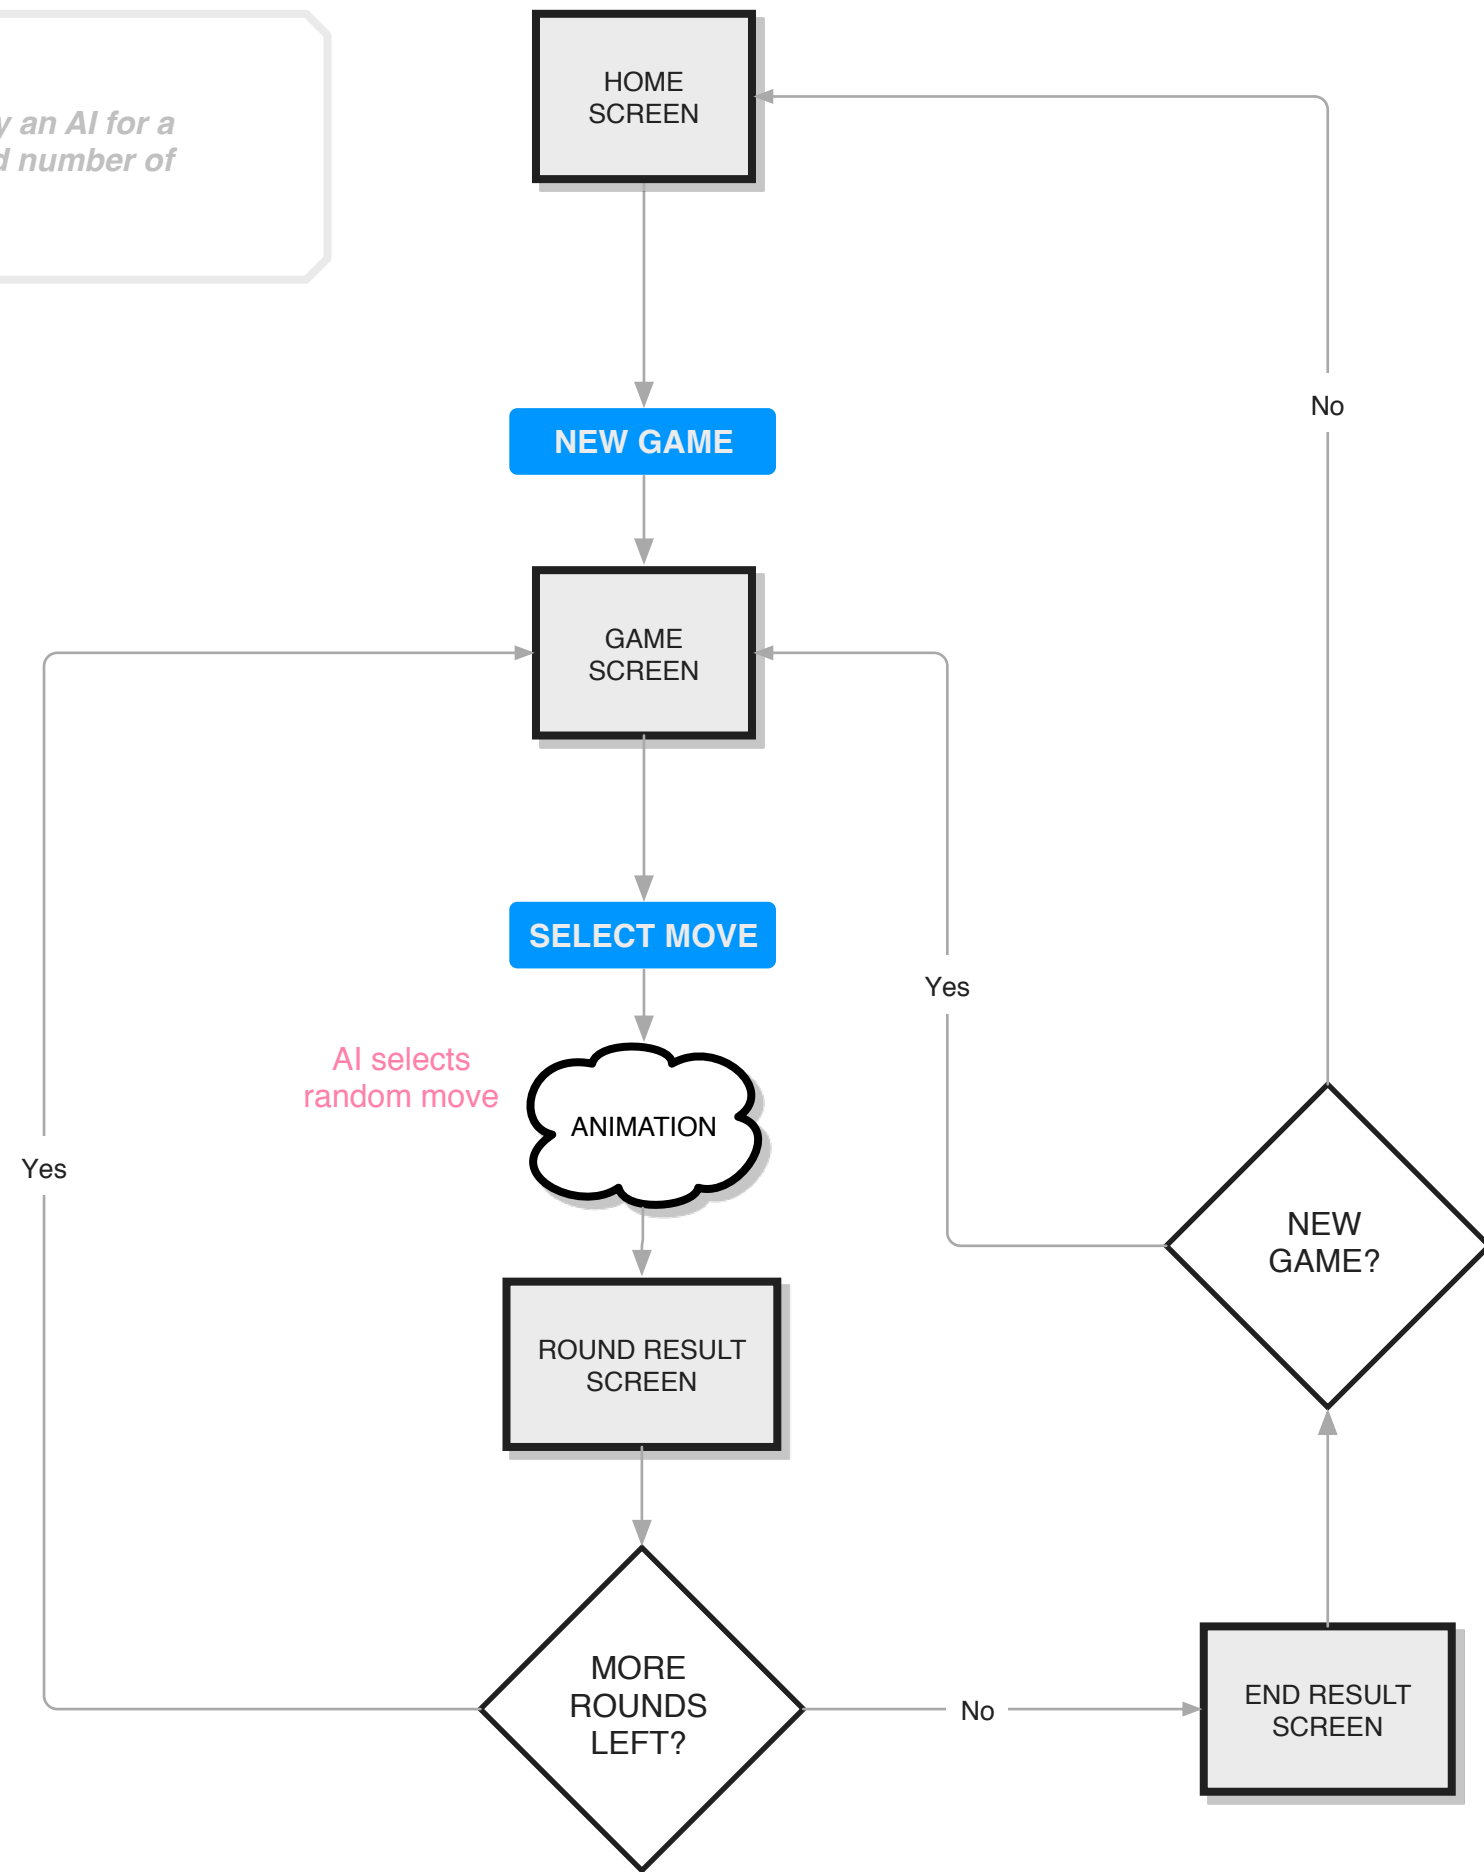 y an AI for a
d number of
HOME
SCREEN
No
NEW GAME
GAME
SCREEN
SELECT MOVE
Yes
AI selects
random move
ANIMATION
Yes
NEW
GAME?
ROUND RESULT
SCREEN
MORE
ROUNDS
LEFT?
No
END RESULT
SCREEN